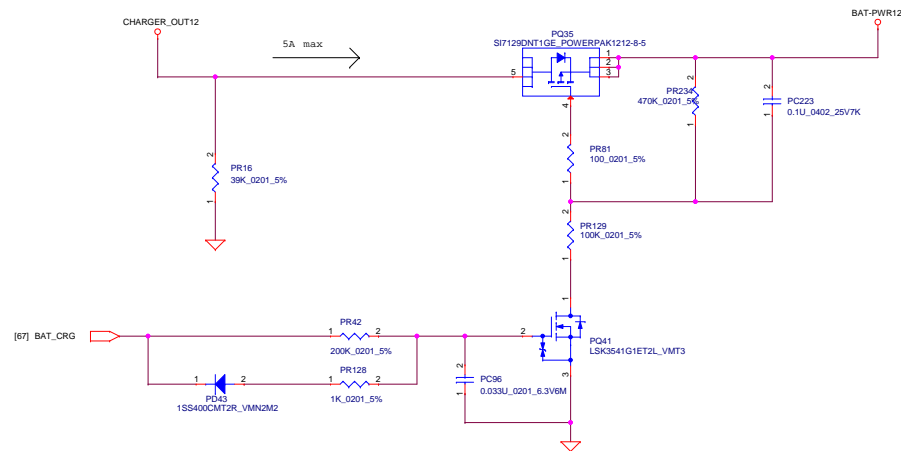 CHARGER_OUT12
BAT-PWR12
5A max
PQ35
SI7129DNT1GE_POWERPAK1212-8-5
5
1
2
3
4
2
PR234
470K_0201_5%
1
2
PC223
0.1U_0402_25V7K
1
2
PR16
39K_0201_5%
1
2
PR81
100_0201_5%
1
2
PR129
100K_0201_5%
1
[67] BAT_CRG
1
PR42
2
200K_0201_5%
1
2
PD43
1SS400CMT2R_VMN2M2
1
PR128
2
1K_0201_5%
2
PC96
0.033U_0201_6.3V6M
1
1
2
PQ41
LSK3541G1ET2L_VMT3
3